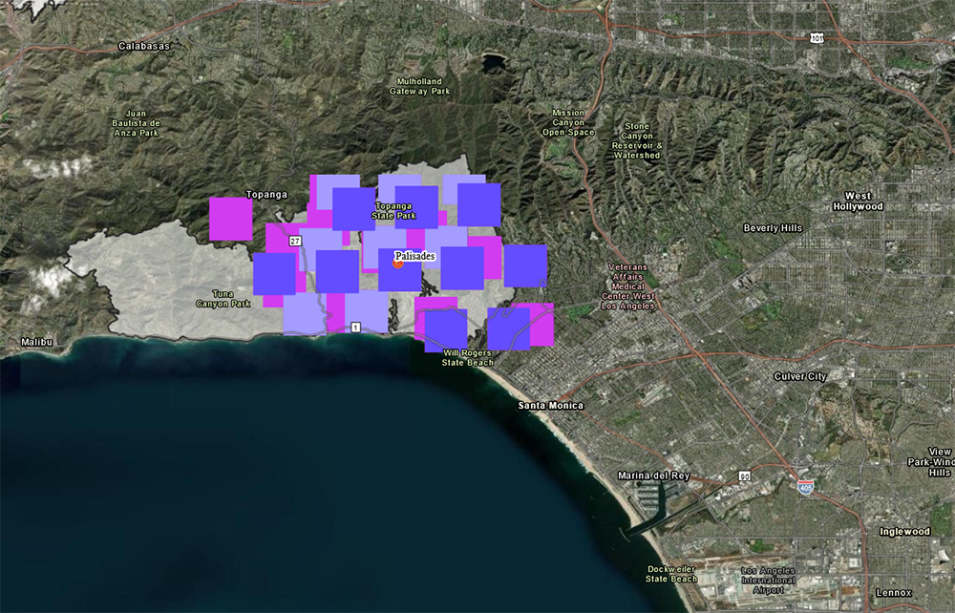 101
Calabasas
Mulholland
Gateway Park
Juan
Bautista de
Anza Park
Mission
Canyon
Open Space
Stone
Canyon
Reservoir &
Watershed
Topanga
West
Hollywood
Topanga
State Park
Beverly Hills
27
Palisades
Veterans
Affairs
Medical
Center West
Los Angeles
Tuna
Canyon Park
1
Malibu
Will Rogers
State Beach
Culver City
Santa Monica
View
Park-Wind
Hills
Marina del Rey
90
405
Inglewood
Dockweiler
State Beach
Los Angeles
International
Airport
Lennox